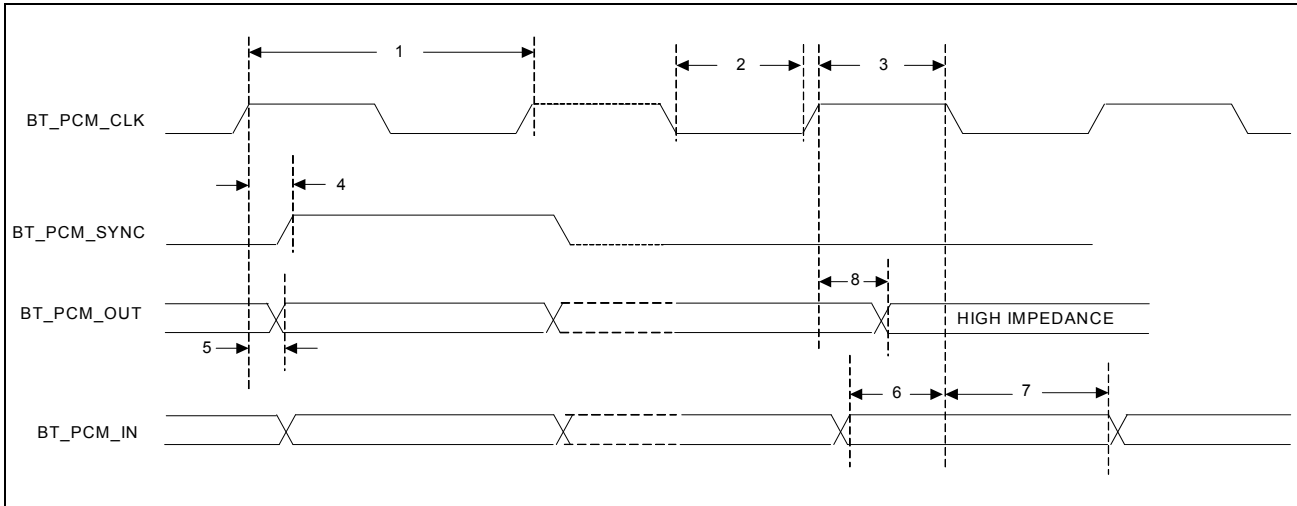 1
2
3
BT_PCM_CLK
4
BT_PCM_SYNC
8
BT_PCM_OUT
HIGH IMPEDANCE
5
6
7
BT_PCM_IN